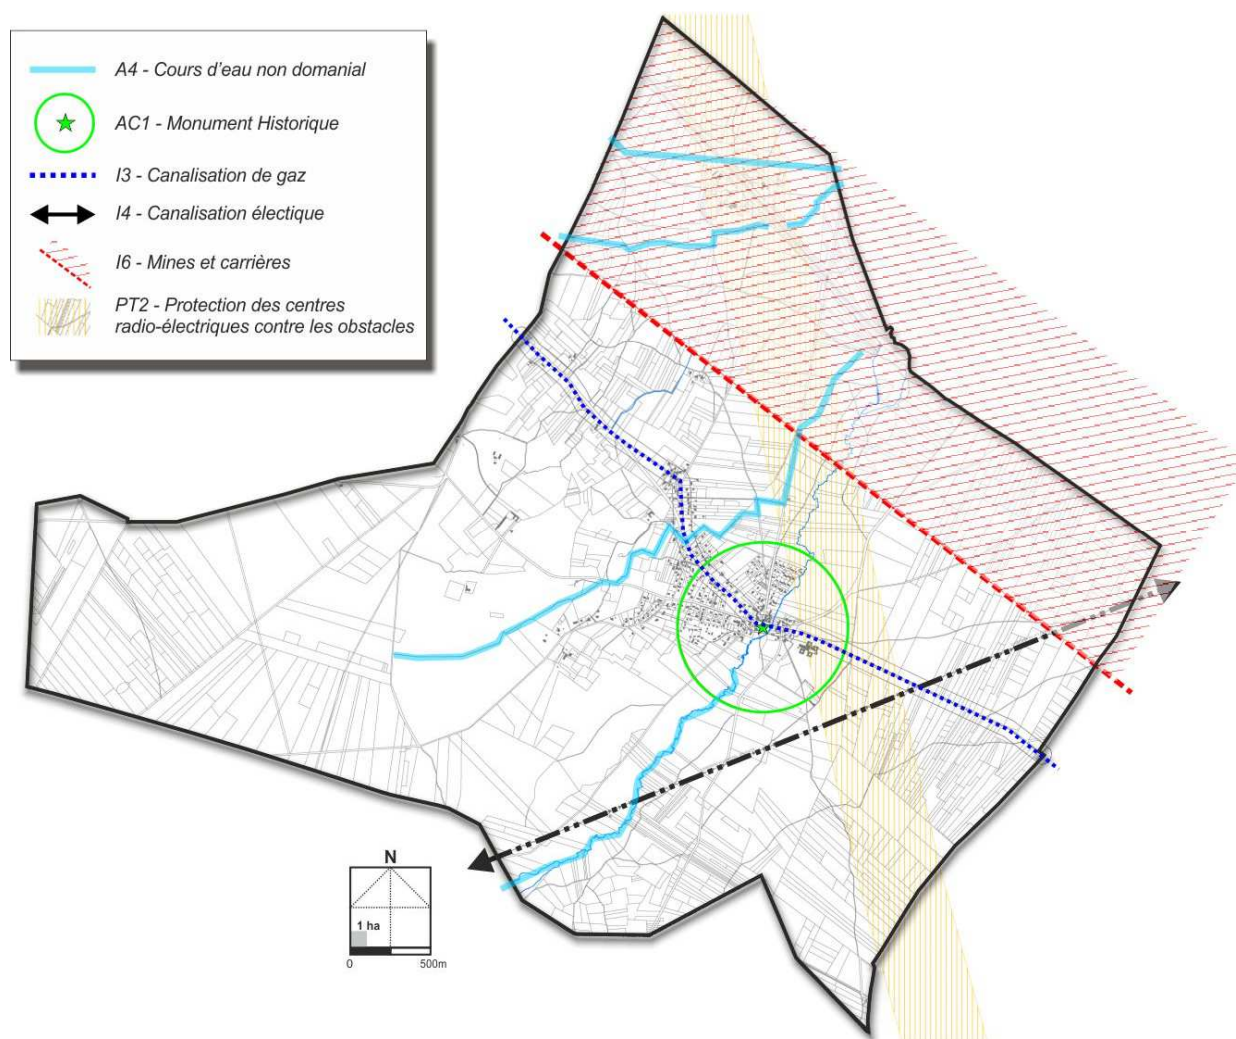 A4 - Cours d'eau non domanial
AC1 - Monument Historique
I3 - Canalisation de gaz
I4 - Canalisation électique
I6 - Mines et carrières
PT2 - Protection des centres
radio-électriques contre les obstacles
N
1 ha
0 500m